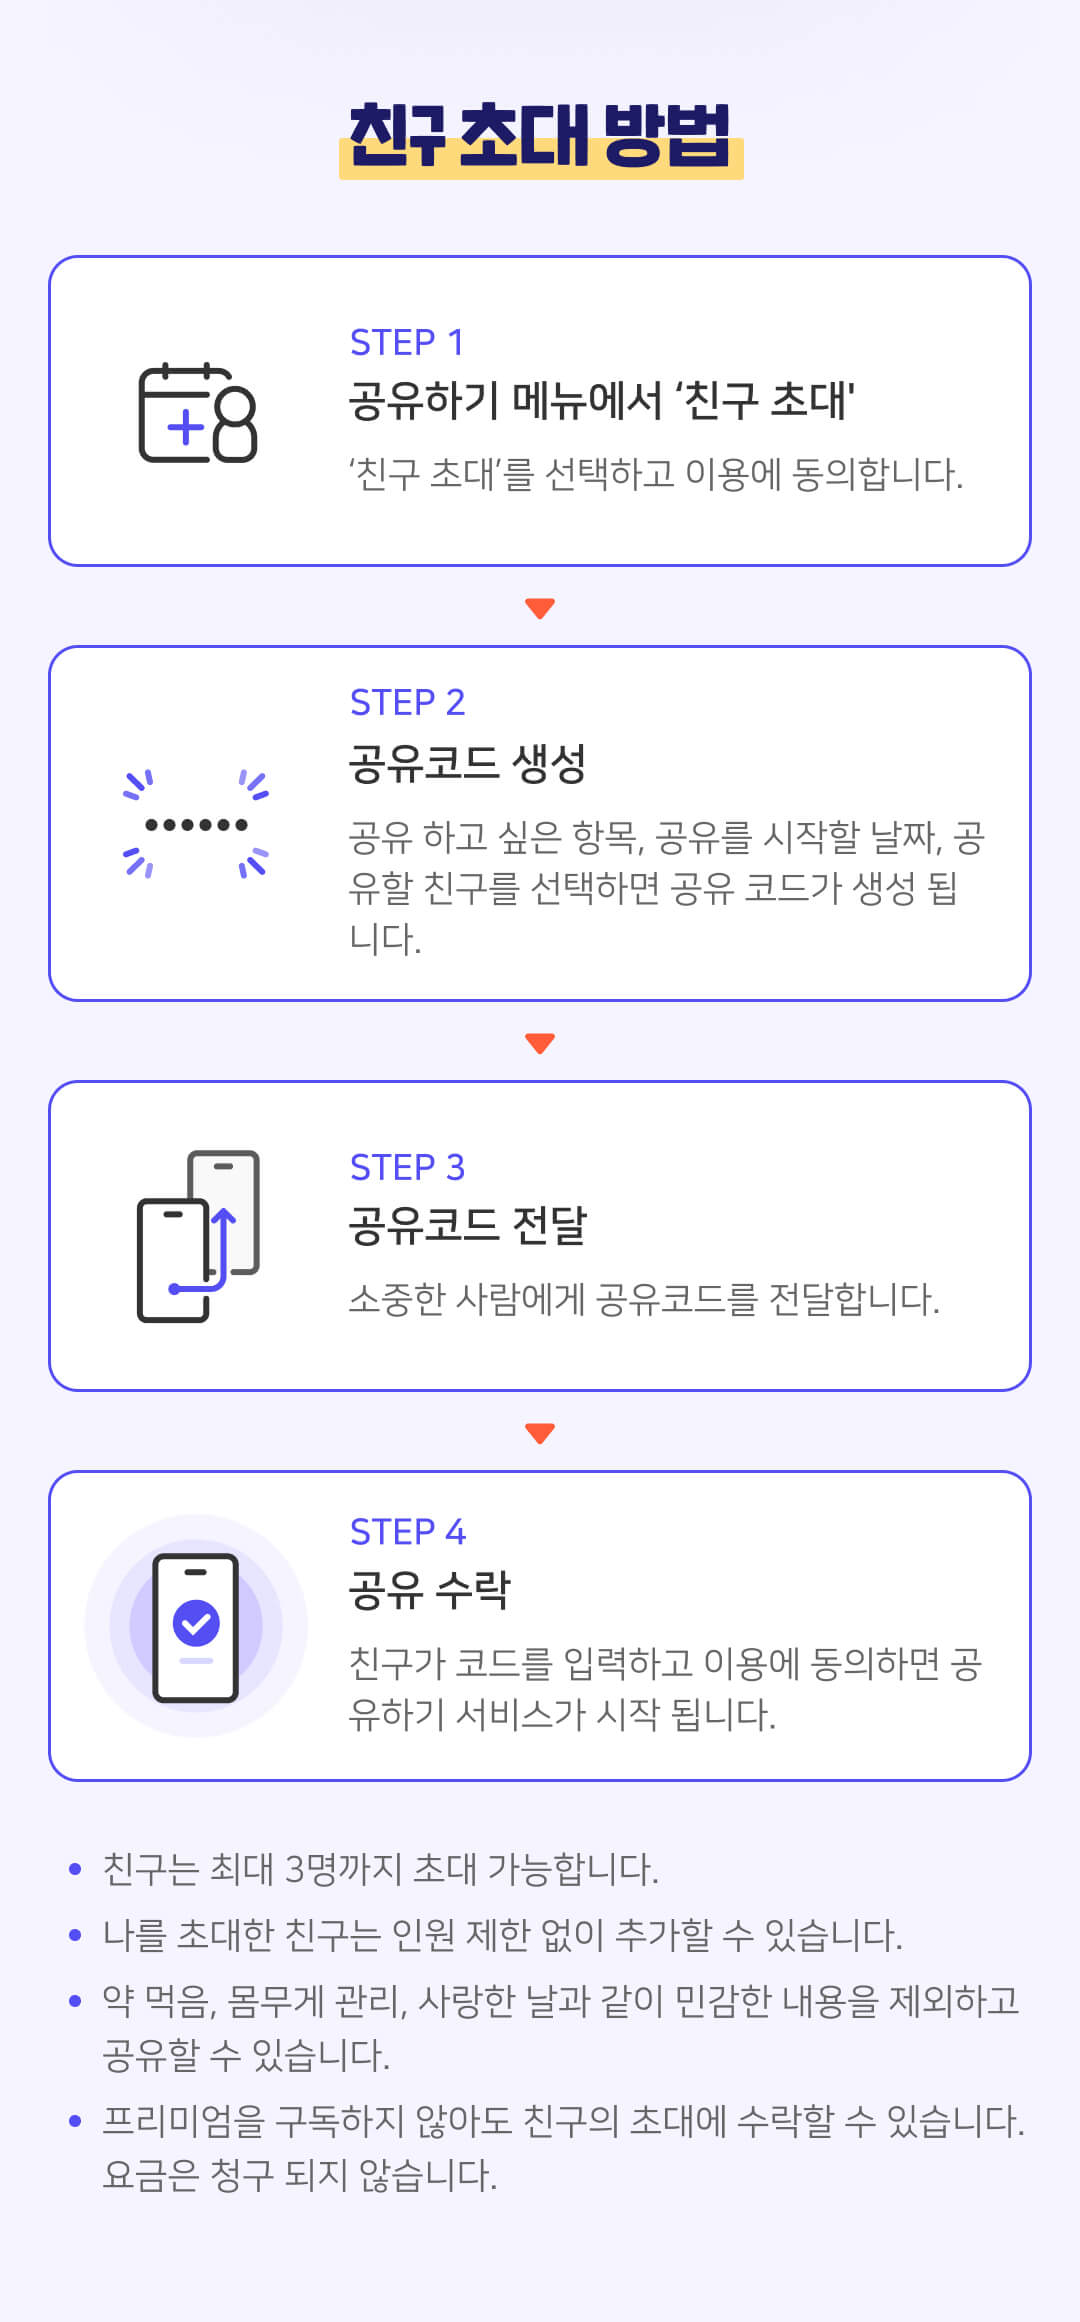 친구 초대 방법
STEP 1
공유하기 메뉴에서 ‘친구 초대'
‘친구 초대’를 선택하고 이용에 동의합니다.
STEP 2
공유코드 생성
공유 하고 싶은 항목, 공유를 시작할 날짜, 공
유할 친구를 선택하면 공유 코드가 생성 됩
니다.
STEP 3
공유코드 전달
소중한 사람에게 공유코드를 전달합니다.
STEP 4
공유 수락
친구가 코드를 입력하고 이용에 동의하면 공
유하기 서비스가 시작 됩니다.
• 친구는 최대 3명까지 초대 가능합니다.
• 나를 초대한 친구는 인원 제한 없이 추가할 수 있습니다.
• 약 먹음, 몸무게 관리, 사랑한 날과 같이 민감한 내용을 제외하고
공유할 수 있습니다.
• 프리미엄을 구독하지 않아도 친구의 초대에 수락할 수 있습니다.
요금은 청구 되지 않습니다.